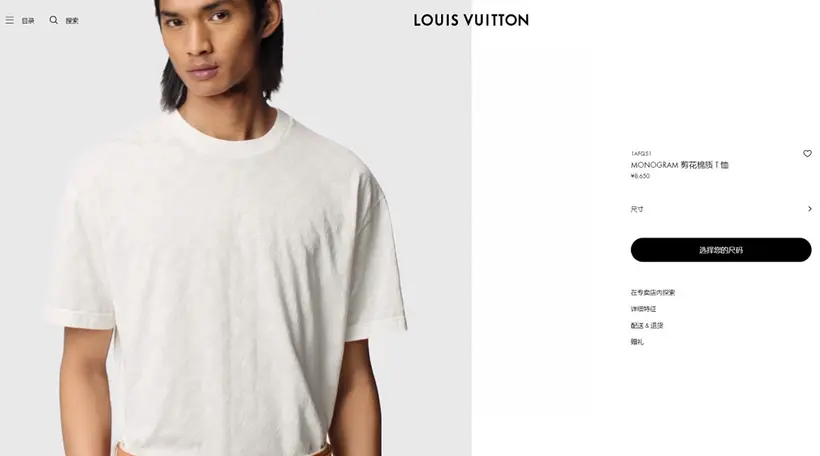 目录
搜索
LOUIS VUITTON
1AFQ51
MONOGRAM 剪花棉质 T 恤
¥8,650
尺寸
选择您的尺码
在专卖店内探索
详细特征
配送 & 退货
赠礼